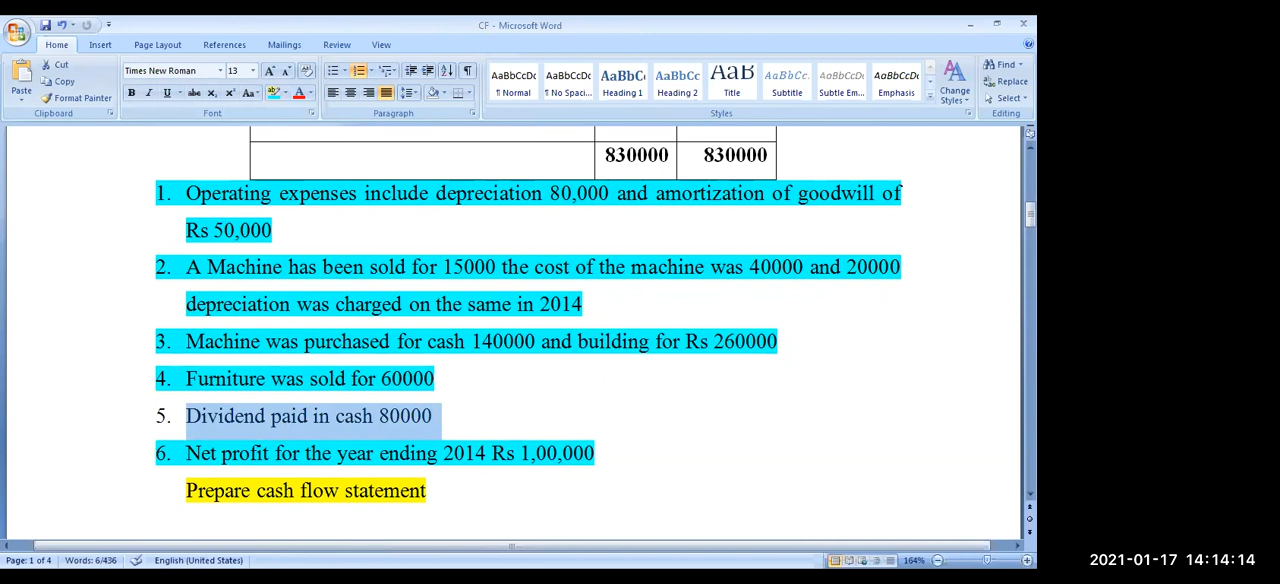 CF - Microsoft Word
Home Insert Page Layout References Mailings Review View
Paste
Cut
Copy
Format Painter
Clipboard
Times New Roman 13
B I U abc x₂ x² Aa
Font
Paragraph
AaBbCcDc AaBbCcDc AaBbC AaBbCc AaB AaBbCc. AaBbCcDc AaBbCcDc
¶ Normal ¶ No Spaci... Heading 1 Heading 2 Title Subtitle Subtle Em... Emphasis
Change Styles
Styles
Find
Replace
Select
Editing
830000 830000
1. Operating expenses include depreciation 80,000 and amortization of goodwill of
Rs 50,000
2. A Machine has been sold for 15000 the cost of the machine was 40000 and 20000
depreciation was charged on the same in 2014
3. Machine was purchased for cash 140000 and building for Rs 260000
4. Furniture was sold for 60000
5. Dividend paid in cash 80000
6. Net profit for the year ending 2014 Rs 1,00,000
Prepare cash flow statement
Page: 1 of 4 Words: 6/436 English (United States) 164%
2021-01-17 14:14:14